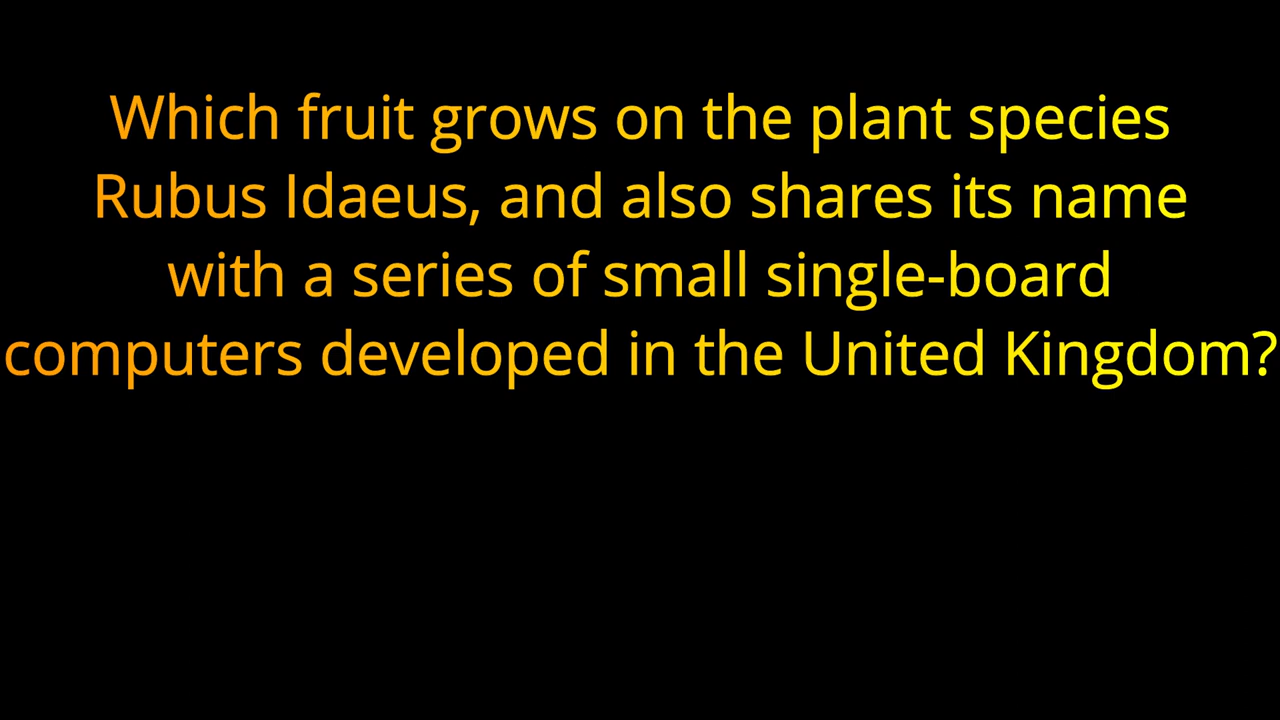 Which fruit grows on the plant species
Rubus Idaeus, and also shares its name
with a series of small single-board
computers developed in the United Kingdom?